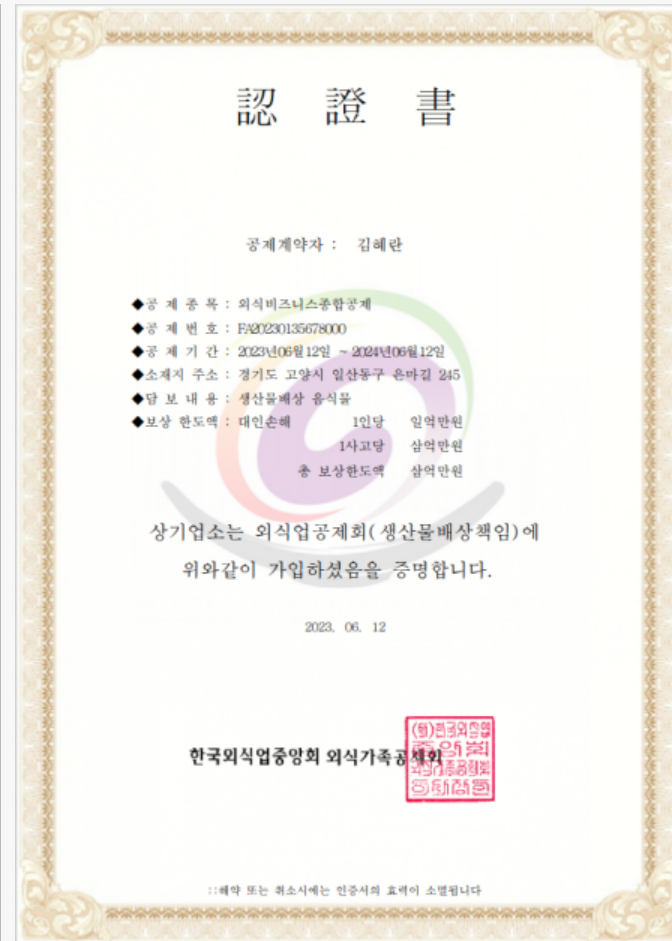 認 證 書
공제계약자 : 김혜란
◆공 제 종 목 : 외식비즈니스종합공제
◆공 제 번 호 : FA20230135678000
◆공 제 기 간 : 2023년06월12일 ~ 2024년06월12일
◆소재지 주소 : 경기도 고양시 일산동구 은마길 245
◆담 보 내 용 : 생산물배상 음식물
◆보상 한도액 : 대인손해 1인당 일억만원
1사고당 삼억만원
총 보상한도액 삼억만원
상기업소는 외식업공제회(생산물배상책임)에
위와같이 가입하셨음을 증명합니다.
2023. 06. 12
한국외식업중앙회 외식가족공제회
::해약 또는 취소시에는 인증서의 효력이 소멸됩니다